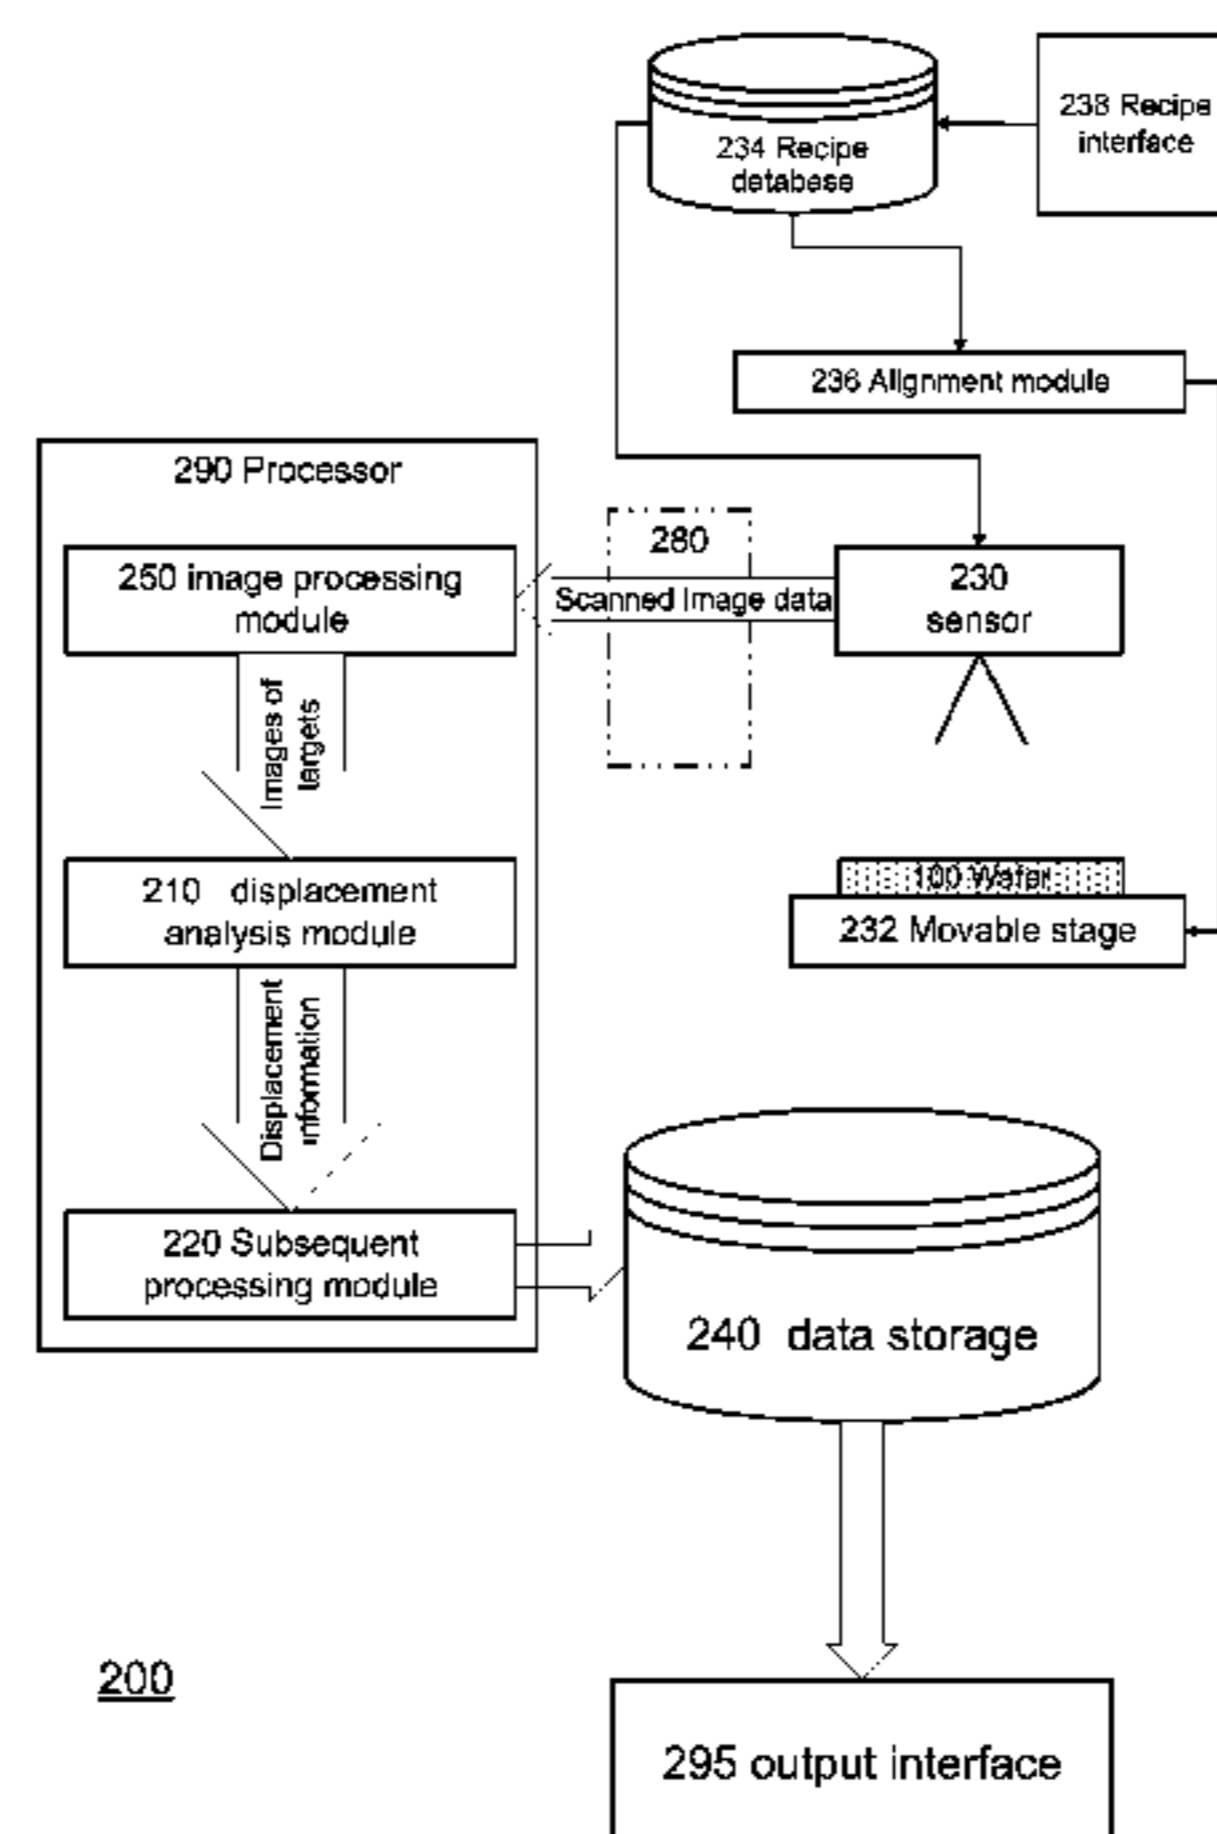 234 Recipe
detabase
238 Recipe
interface
236 Alignment module
290 Processor
250 image processing
module
280
Scanned Image data
230
sensor
Images of
targets
210 displacement
analysis module
100 Wafer
232 Movable stage
Displacement
information
220 Subsequent
processing module
240 data storage
200
295 output interface